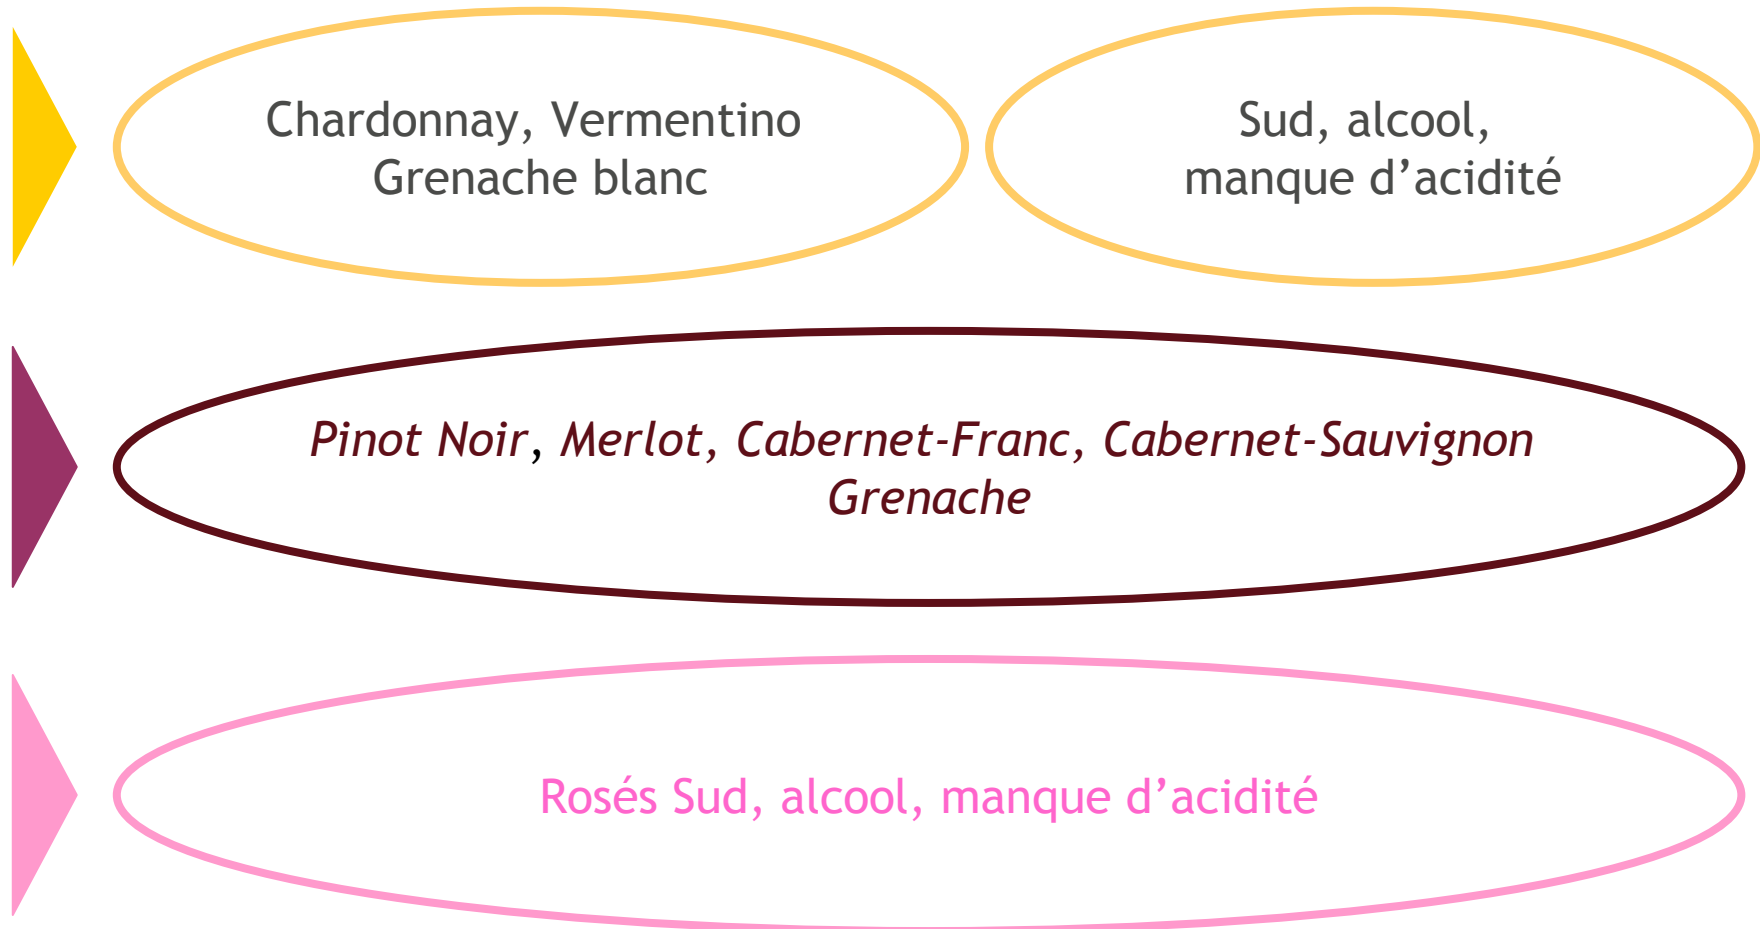 Chardonnay, Vermentino
Grenache blanc
Sud, alcool,
manque d’acidité
Pinot Noir, Merlot, Cabernet-Franc, Cabernet-Sauvignon
Grenache
Rosés Sud, alcool, manque d’acidité